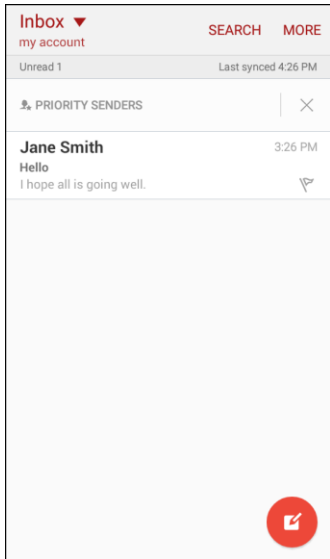 Inbox
my account
SEARCH MORE
Unread 1 Last synced 4:26 PM
PRIORITY SENDERS
Jane Smith 3:26 PM
Hello
I hope all is going well.